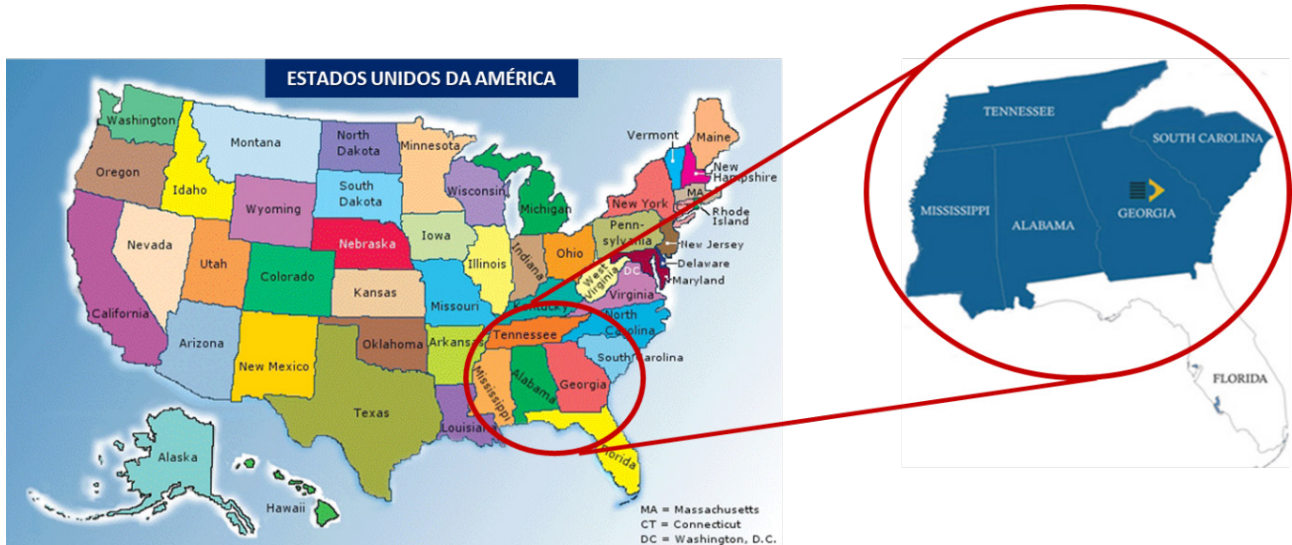 ESTADOS UNIDOS DA AMÉRICA
Washington
Oregon
Idaho
Montana
North
Dakota
Minnesota
South
Dakota
Wyoming
Nebraska
Iowa
Wisconsin
Michigan
Vermont
Maine
New
Hampshire
MA
Rhode
Island
New York
Penn-
sylvania
New Jersey
Delaware
Maryland
DC
Ohio
Indiana
Illinois
West
Virginia
Virginia
Kentucky
Nevada
Utah
Colorado
Kansas
Missouri
California
Arizona
New Mexico
Oklahoma
Arkansas
Tennessee
North
Carolina
South Carolina
Mississippi
Alabama
Georgia
Texas
Louisiana
Florida
Alaska
Hawaii
MA = Massachusetts
CT = Connecticut
DC = Washington, D.C.
TENNESSEE
SOUTH CAROLINA
MISSISSIPPI
ALABAMA
GEORGIA
FLORIDA